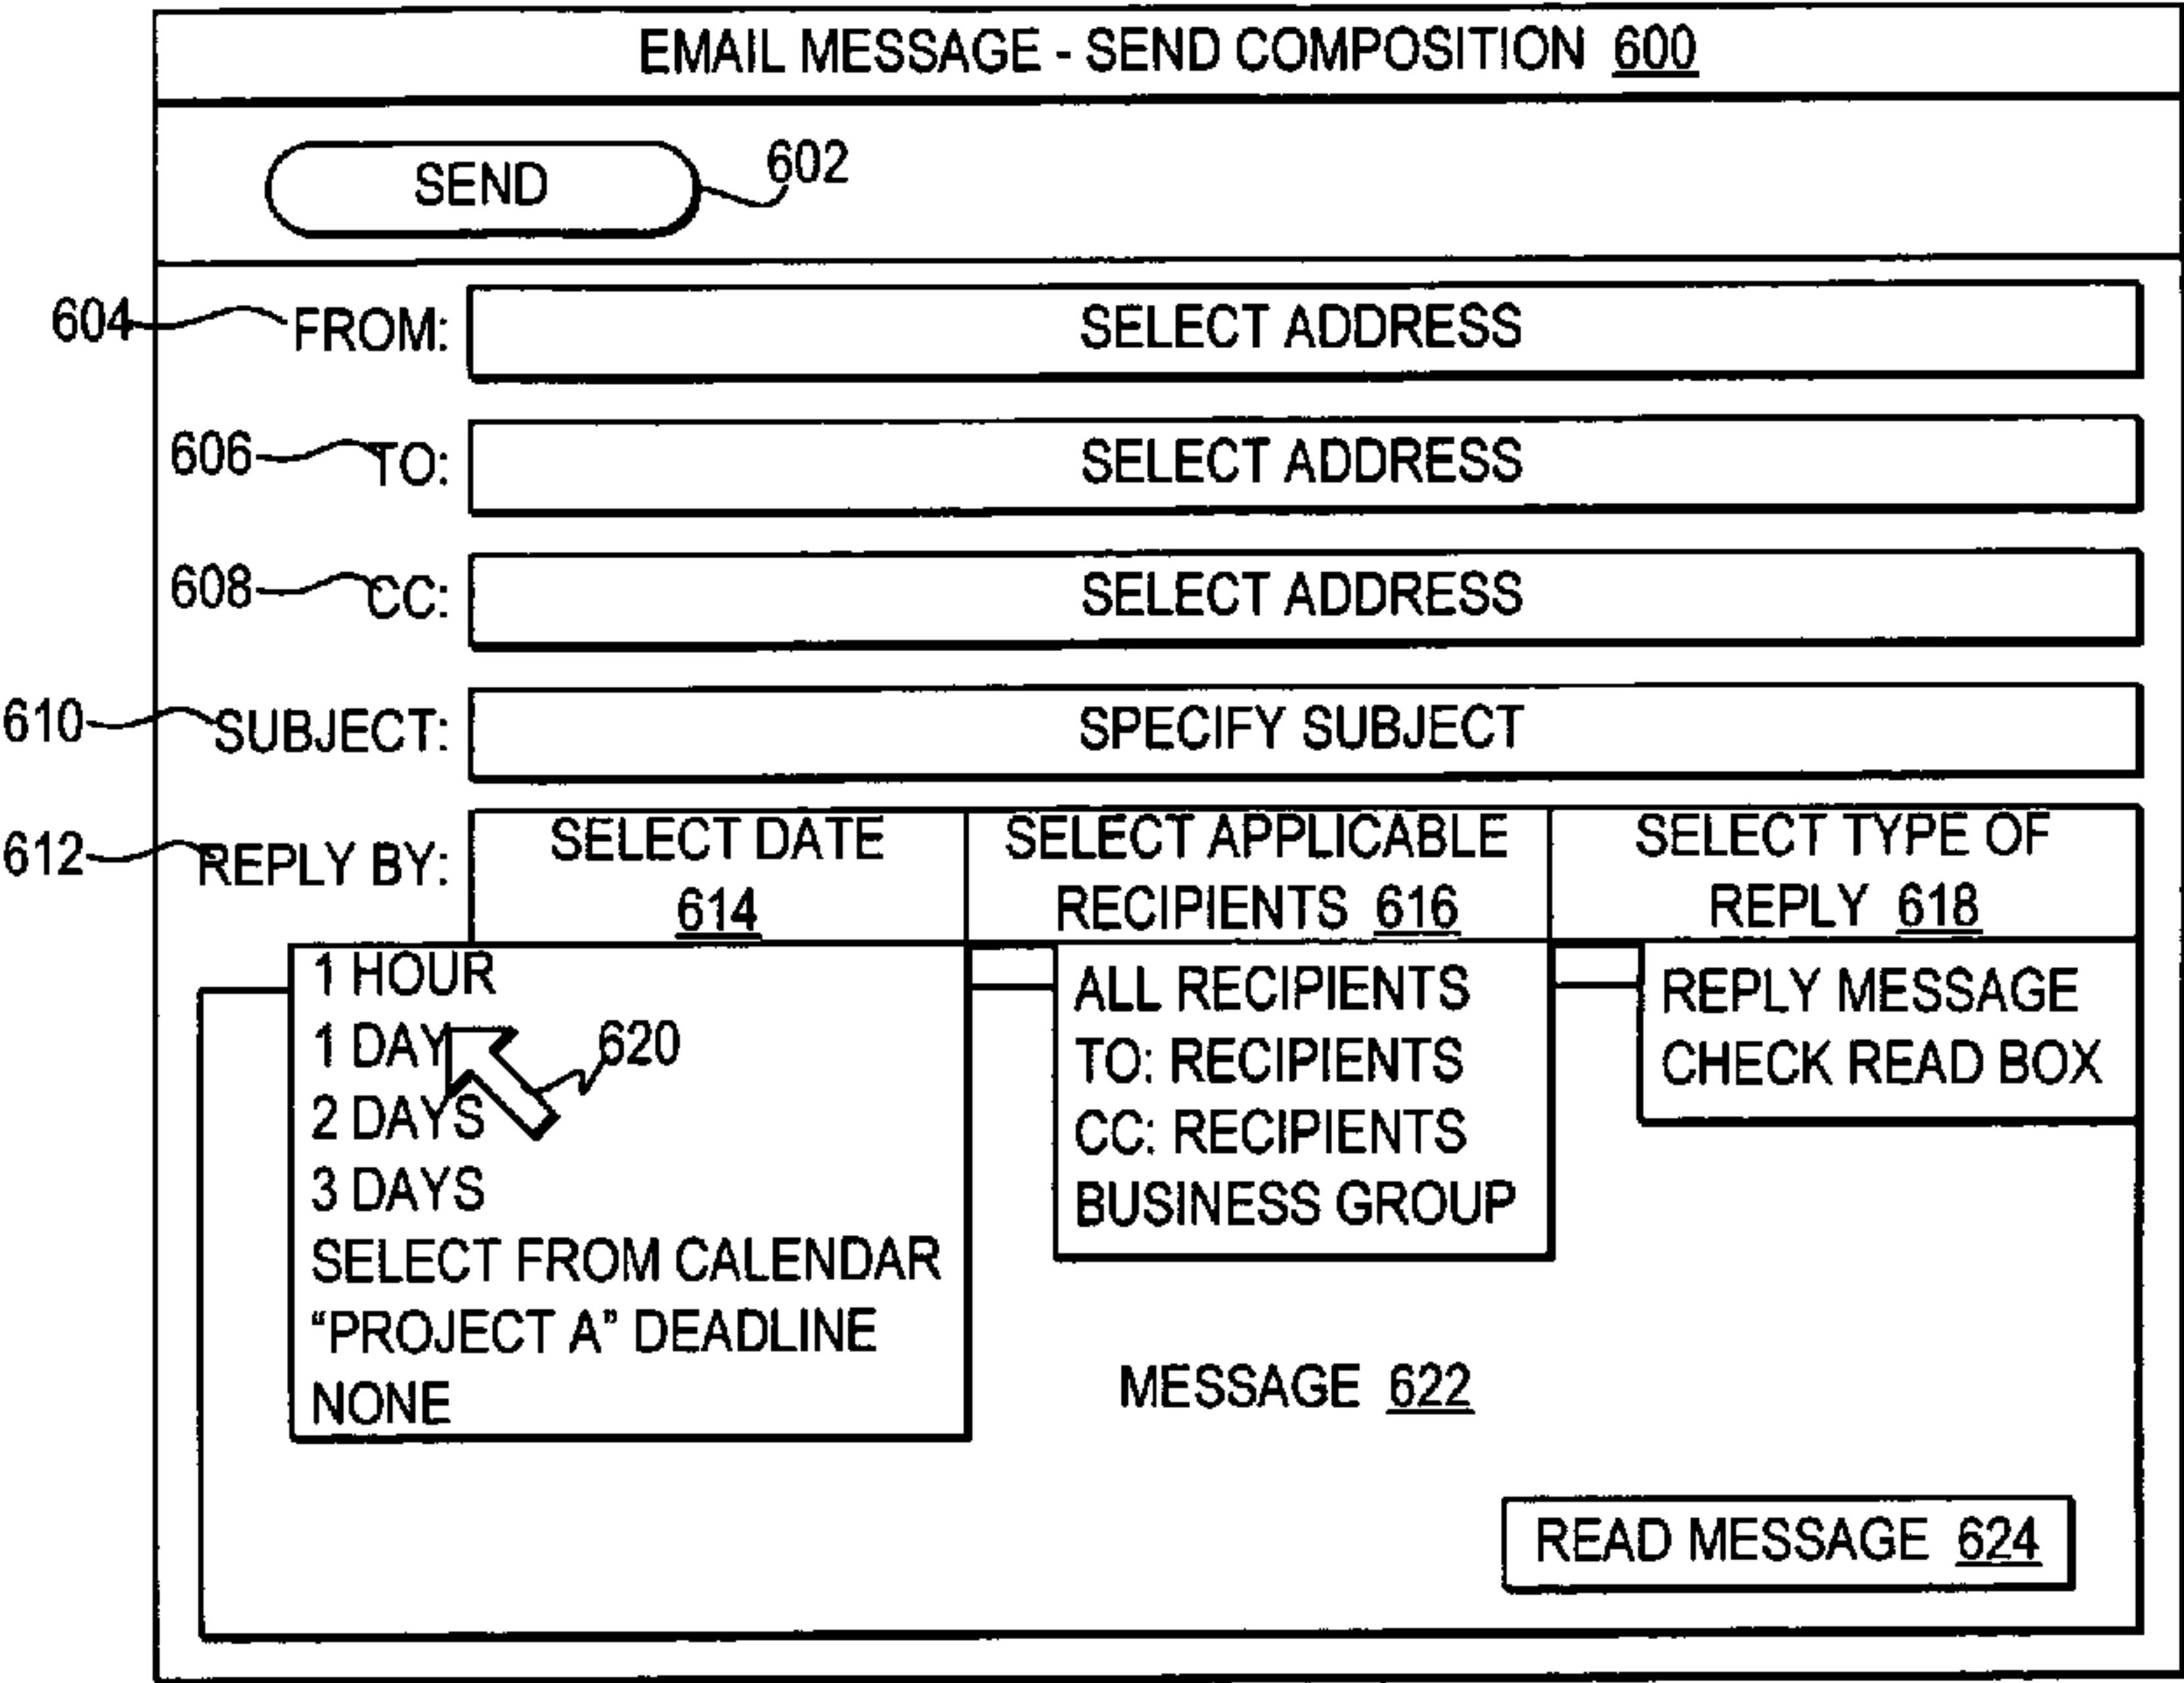 EMAIL MESSAGE - SEND COMPOSITION 600
SEND
602
604 FROM: SELECT ADDRESS
606 TO: SELECT ADDRESS
608 CC: SELECT ADDRESS
610 SUBJECT: SPECIFY SUBJECT
612 REPLY BY:
SELECT DATE
614
SELECT APPLICABLE
RECIPIENTS 616
SELECT TYPE OF
REPLY 618
1 HOUR
1 DAY
620
2 DAYS
3 DAYS
SELECT FROM CALENDAR
“PROJECT A” DEADLINE
NONE
ALL RECIPIENTS
TO: RECIPIENTS
CC: RECIPIENTS
BUSINESS GROUP
REPLY MESSAGE
CHECK READ BOX
MESSAGE 622
READ MESSAGE 624